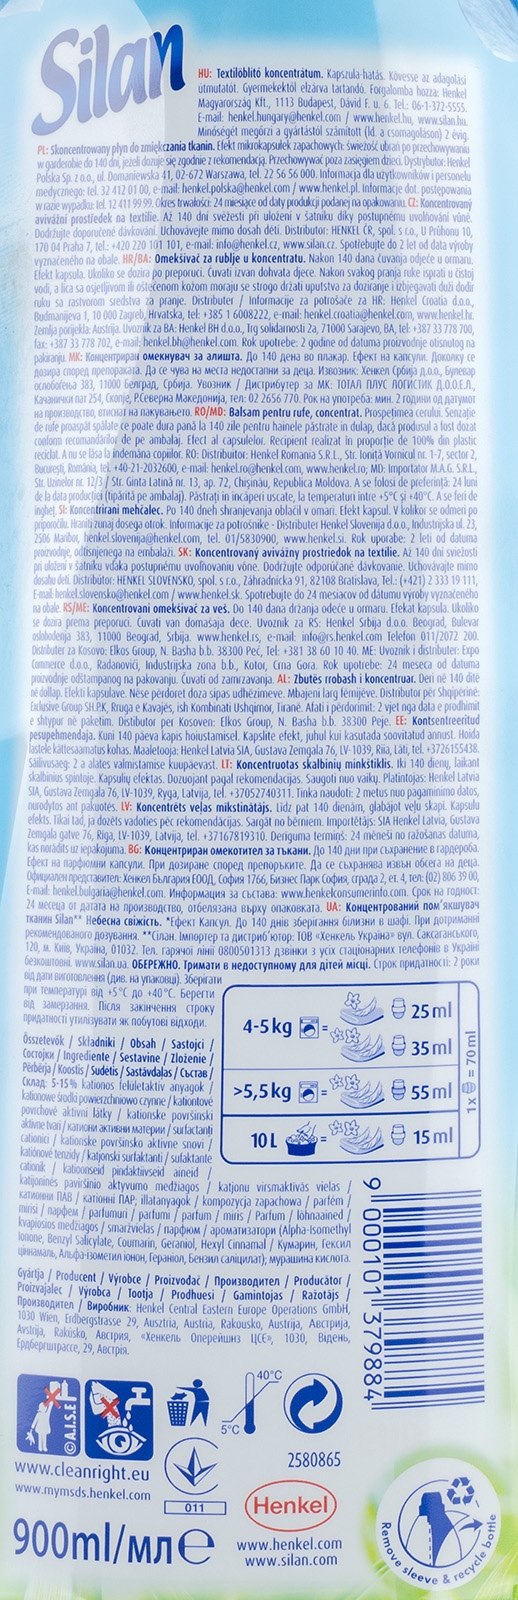 Silan
HU: Textilöblítő koncentrátum. Kapszula-hatás. Kövesse az adagolási
útmutatót. Gyermekektől elzárva tartandó. Forgalomba hozza: Henkel
Magyarország Kft., 1113 Budapest, Dávid F. u. 6. Tel.: 06-1-372-5555.
E-mail: henkel.hungary@henkel.com / www.henkel.hu, www.silan.hu.
Minőségét megőrzi a gyártástól számított (ld. a csomagoláson) 2 évig.
PL: Skoncentrowany płyn do zmiękczania tkanin. Efekt mikrokapsułek zapachowych: świeżość ubrań po przechowywaniu
w garderobie do 140 dni, jeżeli dozuje się zgodnie z rekomendacją. Przechowywać poza zasięgiem dzieci. Dystrybutor: Henkel
Polska Sp. z o.o., ul. Domaniewska 41, 02-672 Warszawa, tel. 22 56 56 000. Informacja dla użytkowników i personelu
medycznego: tel. 32 412 01 00, e-mail: henkel.polska@henkel.com / www.henkel.pl. Informacje dot. postępowania
w razie wypadku: tel. 12 411 99 99. Okres trwałości: 24 miesiące od daty produkcji podanej na opakowaniu. CZ: Koncentrovaný
avivážní prostředek na textilie. Až 140 dní svěžesti při uložení v šatníku díky postupnému uvolňování vůně.
Dodržujte doporučené dávkování. Uchovávejte mimo dosah dětí. Distributor: HENKEL ČR, spol. s r.o., U Průhonu 10,
170 04 Praha 7, tel.: +420 220 101 101, e-mail: info@henkel.cz, www.silan.cz. Spotřebujte do 2 let od data výroby
vyznačeného na obale. HR/BA: Omekšivač za rublje u koncentratu. Nakon 140 dana čuvanja odjeće u ormaru.
Efekt kapsula. Ukoliko se dozira po preporuci. Čuvati izvan dohvata djece. Nakon svakog pranja ruke isprati u čistoj
vodi, a lica sa osjetljivom ili oštećenom kožom moraju se strogo držati uputstva za doziranje i izbjegavati duži dodir
ruku sa rastvorom sredstva za pranje. Distributer / Informacije za potrošače za HR: Henkel Croatia d.o.o.,
Budmanijeva 1, 10 000 Zagreb, Hrvatska, tel: +385 1 6008222, e-mail: henkel.croatia@henkel.com, www.henkel.hr.
Zemlja porijekla: Austrija. Uvoznik za BA: Henkel BH d.o.o., Trg solidarnosti 2a, 71000 Sarajevo, BA, tel: +387 33 778 700,
fax: +387 33 778 702, e-mail: henkel.bh@henkel.com. Rok upotrebe: 2 godine od datuma proizvodnje otisnutog na
pakiranju. MK: Концентриран омекнувач за алишта. До 140 дена во плакар. Ефект на капсули. Доколку се
дозира според препораката. Да се чува на места недостапни за деца. Извозник: Хенкел Србија д.о.о., Булевар
ослобођења 383, 11000 Белград, Србија. Увозник / Дистрибутер за МК: ТОТАЛ ПЛУС ЛОГИСТИК Д.О.О.Е.Л.,
Качанички пат 254, Скопје, Р.Северна Македонија, тел: 02 2656 770. Рок на употреба: мин. 2 години од датумот
на производство, втиснат на пакувањето. RO/MD: Balsam pentru rufe, concentrat. Prospețimea cerului. Senzație
de rufe proaspăt spălate ce poate dura până la 140 zile pentru hainele păstrate în dulap, dacă produsul a fost dozat
conform recomandărilor de pe ambalaj. Efect al capsulelor. Recipient realizat în proporție de 100% din plastic
reciclat. A nu se lăsa la îndemâna copiilor. RO: Distribuitor: Henkel Romania S.R.L., Str. Ioniță Vornicul nr. 1-7, sector 2,
București, România, tel. +40-21-2032600, e-mail: henkel.ro@henkel.com, www.henkel.ro; MD: Importator M.A.G. S.R.L.,
Str. Uzinelor nr. 12/3 / Str. Ginta Latină nr. 13, ap. 72, Chișinău, Republica Moldova. A se folosi de preferință: 24 luni
de la data producției (tipărită pe ambalaj). Păstrați în încăperi uscate, la temperaturi între +5°C și +40°C. A se feri de
îngheț. SI: Koncentrirani mehčalec. Po 140 dneh shranjevanja oblačil v omari. Efekt kapsul. V kolikor se odmeri po
priporočilu. Hraniti zunaj dosega otrok. Informacije za potrošnike - Distributer Henkel Slovenija d.o.o., Industrijska ul. 23,
2506 Maribor, henkel.slovenija@henkel.com, tel. 01/5830900, www.henkel.si. Rok uporabe: 2 leti od datuma
proizvodnje, odtisnjenega na embalaži. SK: Koncentrovaný avivážny prostriedok na textílie. Až 140 dní sviežosti
pri uložení v šatníku vďaka postupnému uvoľňovaniu vône. Dodržujte odporúčané dávkovanie. Uchovávajte mimo
dosahu detí. Distribútor: HENKEL SLOVENSKO, spol. s r.o., Záhradnícka 91, 82108 Bratislava, Tel.: (+421) 2 333 19 111,
E-mail: henkel.slovensko@henkel.com / www.henkel.sk. Spotrebujte do 24 mesiacov od dátumu výroby vyznačeného
na obale. RS/ME: Koncentrovani omekšivač za veš. Do 140 dana držanja odeće u ormaru. Efekat kapsula. Ukoliko
se dozira prema preporuci. Čuvati van domašaja dece. Uvoznik za RS: Henkel Srbija d.o.o. Beograd, Bulevar
oslobođenja 383, 11000 Beograd, Srbija. www.henkel.rs, e-mail: info@rs.henkel.com Telefon 011/2072 200.
Distributer za Kosovo: Elkos Group, N. Basha b.b. 38300 Peć, Tel: +381 38 60 10 40. ME: Uvoznik i distributer: Expo
Commerce d.o.o., Radanovići, Industrijska zona b.b., Kotor, Crna Gora. Rok upotrebe: 24 meseca od datuma
proizvodnje odštampanog na pakovanju. Čuvati od zamrzavanja. AL: Zbutës rrobash i koncentruar. Deri në 140 ditë
në dollap. Efekti kapsulave. Nëse përdoret doza sipas udhëzimeve. Mbajeni larg fëmijëve. Distributor për Shqipërinë:
Exclusive Group SH.P.K, Rruga e Kavajës, ish Kombinati Ushqimor, Tiranë. Afati i përdorimit: 2 vjet nga data e prodhimit
e shtypur në paketim. Distibutor per Kosoven: Elkos Group, N. Basha b.b. 38300 Peje. EE: Kontsentreeritud
pesupehmendaja. Kuni 140 päeva kapis hoiustamisel. Kapslite efekt, juhul kui kasutada soovitatud annust. Hoida
lastele kättesaamatus kohas. Maaletooja: Henkel Latvia SIA, Gustava Zemgala 76, LV-1039, Riia, Läti, tel. +3726155438.
Säilivusaeg: 2 a alates valmistamise kuupäevast. LT: Koncentruotas skalbinių minkštiklis. Iki 140 dienų, laikant
skalbinius spintoje. Kapsulių efektas. Dozuojant pagal rekomendacijas. Saugoti nuo vaikų. Platintojas: Henkel Latvia
SIA, Gustava Zemgala 76, LV-1039, Ryga, Latvija, tel. +37052740311. Tinka naudoti: 2 metus nuo pagaminimo datos,
nurodytos ant pakuotės. LV: Koncentrēts veļas mīkstinātājs. Līdz pat 140 dienām, glabājot veļu skapī. Kapsulu
efekts. Tikai tad, ja dozēts vadoties pēc rekomendācijas. Sargāt no bērniem. Importētājs: SIA Henkel Latvia, Gustava
Zemgala gatve 76, Rīga, LV-1039, Latvija, tel. +37167819310. Derīguma termiņš: 24 mēneši no ražošanas datuma,
kas norādīts uz iepakojuma. BG: Концентриран омекотител за тъкани. До 140 дни при съхранение в гардероба.
Ефект на парфюмни капсули. При дозиране според препоръките. Да се съхранява извън обсега на деца.
Официален представител: Хенкел България ЕООД, София 1766, Бизнес Парк София, сграда 2, ет. 4, тел: (02) 806 39 00,
E-mail: henkel.bulgaria@henkel.com. Информация за състава: www.henkelconsumerinfo.com. Срок на годност:
24 месеца от датата на производство, отбелязана върху опаковката. UA: Концентрований пом'якшувач
тканин Silan** Небесна свіжість. *Ефект Капсул. До 140 днів зберігання білизни в шафі. При дотриманні
рекомендованого дозування. **Сілан. Імпортер та дистриб'ютор: ТОВ «Хенкель Україна» вул. Саксаганського,
120, м. Київ, Україна, 01032. Тел. гарячої лінії 0800501313 дзвінки з усіх стаціонарних телефонів в Україні
безкоштовні. www.silan.ua. ОБЕРЕЖНО. Тримати в недоступному для дітей місці. Строк придатності: 2 роки
від дати виготовлення (див. на упаковці). Зберігати
при температурі від +5°С до +40°С. Берегти
від замерзання. Після закінчення строку
придатності утилізувати як побутові відходи.
4-5kg = 25ml
35ml
>5,5kg = 55ml
10L = 15ml
1x = 70ml
Összetevők / Składniki / Obsah / Sastojci /
Состојки / Ingrediente / Sestavine / Zloženie /
Përbërja / Koostis / Sudėtis / Sastāvdaļas / Състав /
Склад: 5-15% kationos felületaktív anyagok /
kationowe środki powierzchniowo czynne / kationtové
povrchově aktivní látky / kationske površinski
aktivne tvari / катиони активни материи / surfactanți
cationici / kationske površinsko aktivne snovi /
katiónové tenzidy / katjonski surfaktanti / sulaktante
cationik / katioonseid pindaktiivseid aineid /
katijoninės paviršinio aktyvumo medžiagos / katjonu virsmaktīvās vielas /
катионни ПАВ / катіонні ПАР; illatanyagok / kompozycja zapachowa / parfém /
mirisi / парфем / parfumuri / parfumi / parfum / miris / Parfum / lõhnaained /
kvapiosios medžiagos / smaržvielas / парфюм / ароматизатори (Alpha-Isomethyl
Ionone, Benzyl Salicylate, Coumarin, Geraniol, Hexyl Cinnamal / Кумарин, Гексил
циннамаль, Альфа-ізометил іонон, Гераніол, Бензил саліцилат); мурашина кислота.
Gyártja / Producent / Výrobce / Proizvođač / Производител / Producător /
Proizvajalec / Výrobca / Tootja / Prodhuesi / Gamintojas / Ražotājs /
Производител / Виробник: Henkel Central Eastern Europe Operations GmbH,
1030 Wien, Erdbergstrasse 29, Ausztria, Austria, Rakousko, Austrija, Австрија,
Avstrija, Rakúsko, Австрия, «Хенкель Оперейшнз ЦСЄ», 1030, Відень,
Ердбергштрассе, 29, Австрія.
9 000101 379884
©A.I.S.E.
40°C
5°C
www.cleanright.eu
www.mymsds.henkel.com
011
2580865
Henkel
900ml/мл℮
www.henkel.com
www.silan.com
Remove sleeve & recycle bottle